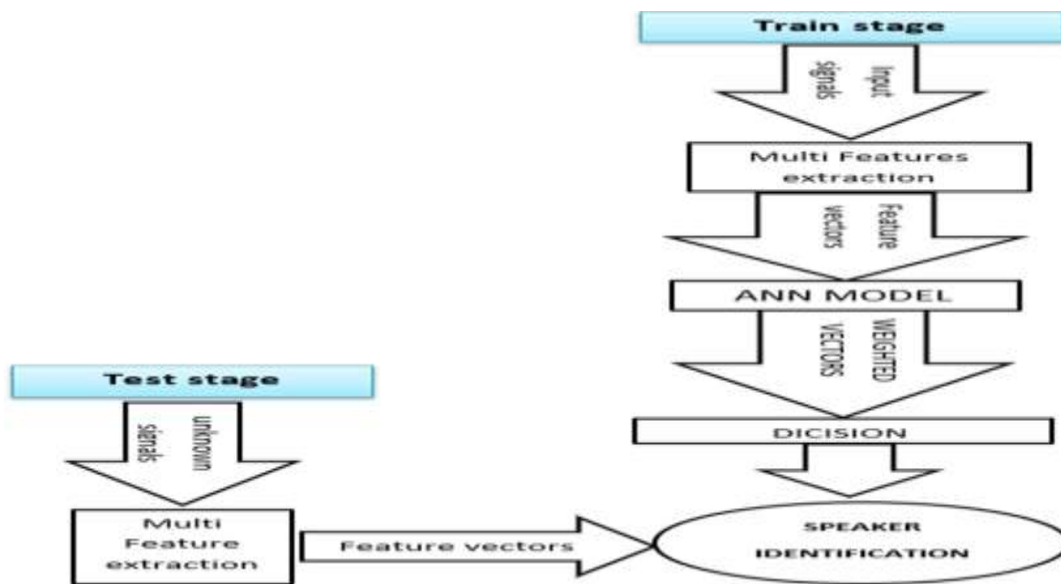 Train stage
Input
signals
Multi Features
extraction
Feature
vectors
ANN MODEL
WEIGHTED
VECTORS
DICISION
SPEAKER
IDENTIFICATION
Test stage
unknown
signals
Multi
Feature
extraction
Feature vectors